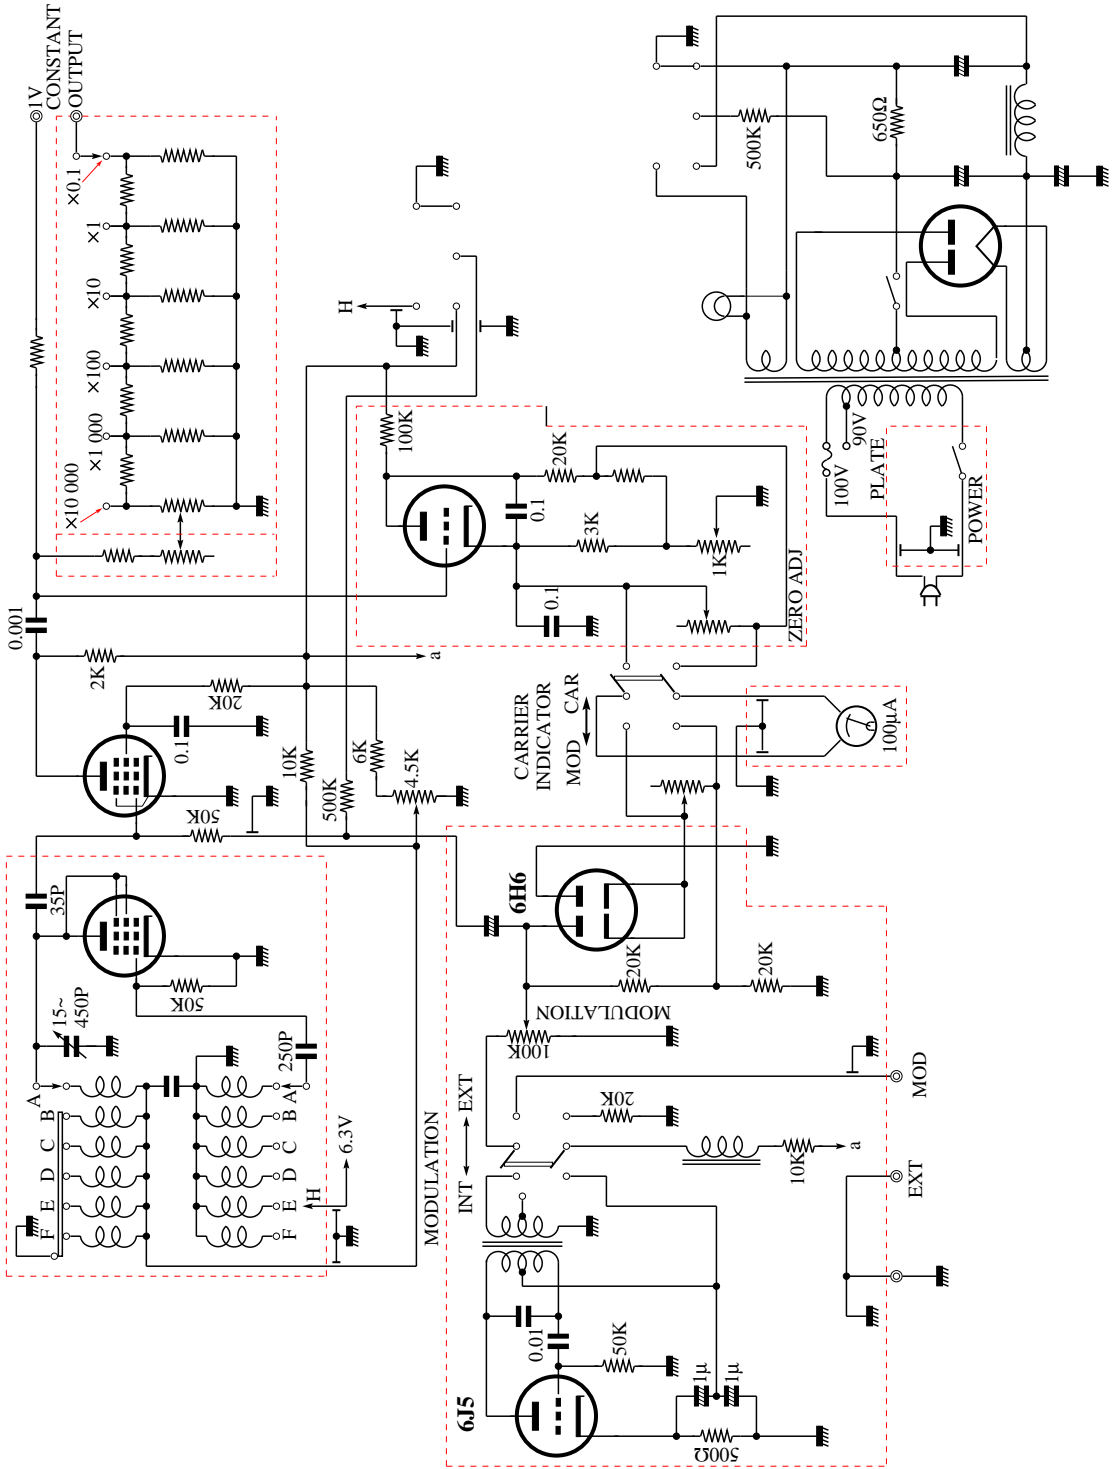 1V
CONSTANT
OUTPUT
×0.1
×1
×10
×100
×1 000
×10 000
0.001
2K
a
20K
0.1
50K
10K
500K
6K
4.5K
H
100K
20K
0.1
3K
1K
0.1
ZERO ADJ
500K
650Ω
90V
100V
PLATE
POWER
CARRIER
INDICATOR
MOD CAR
100μA
35P
15~
450P
50K
250P
A
B
C
D
E
F
A
B
C
D
E
F
H
6.3V
MODULATION
6H6
20K
20K
MODULATION
100K
INT
EXT
20K
10K
a
MOD
EXT
6J5
0.01
50K
1μ
1μ
500Ω